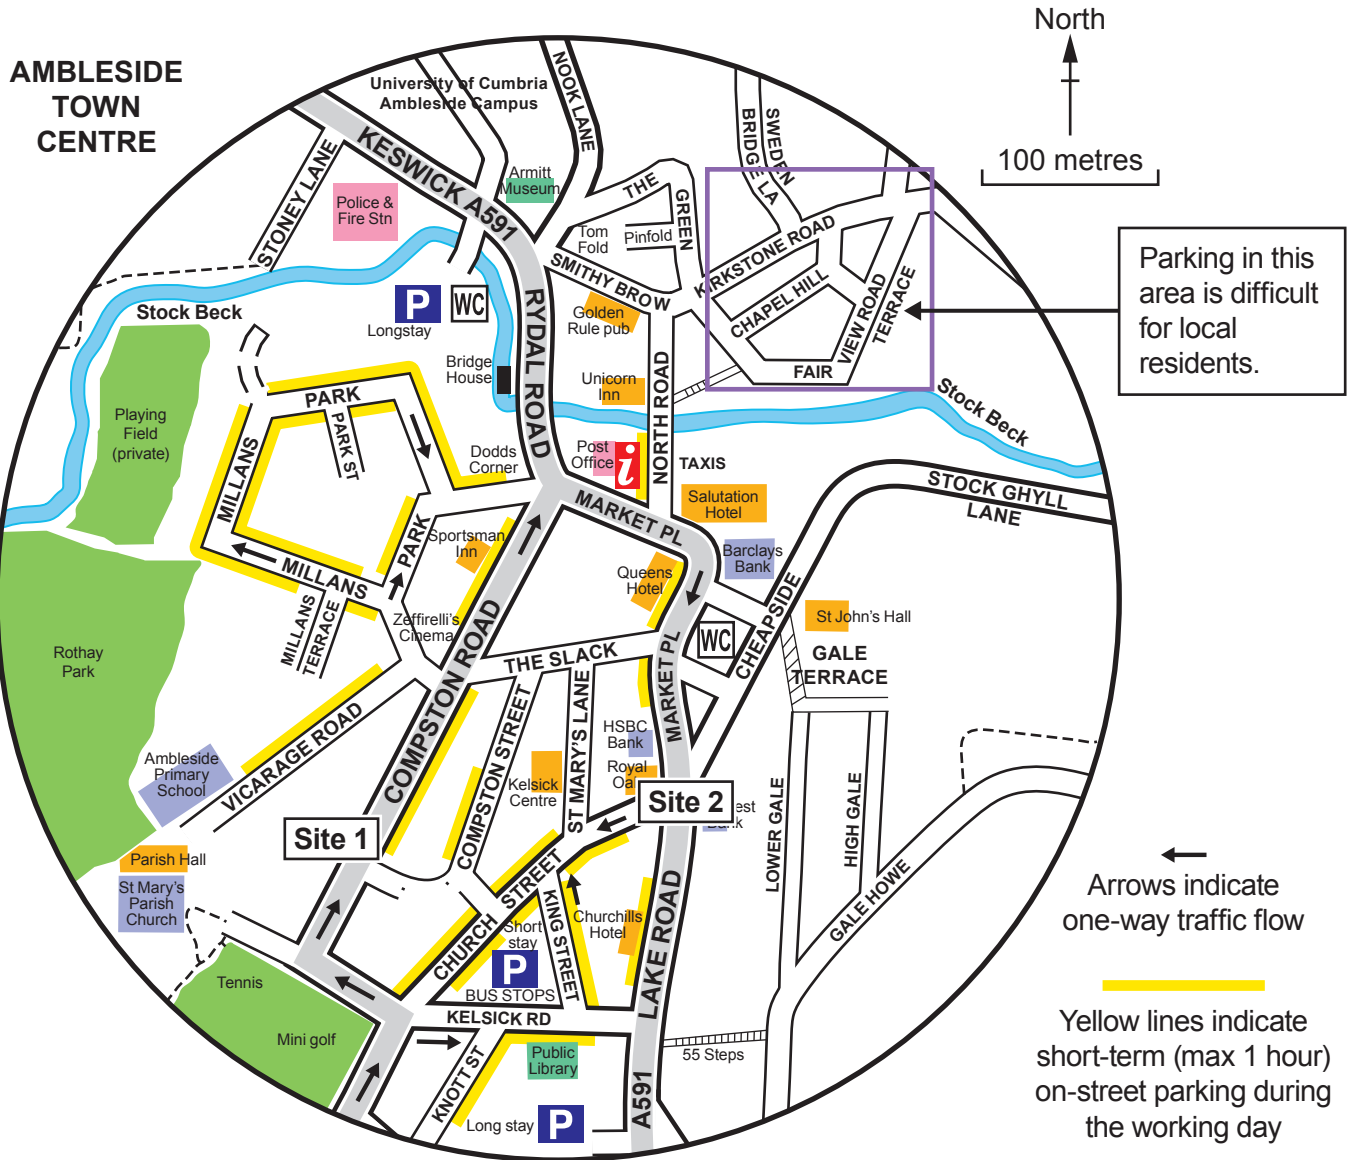 AMBLESIDE
TOWN
CENTRE
North
100 metres
University of Cumbria
Ambleside Campus
NOOK LANE
KESWICK A591
STONEY LANE
Police &
Fire Stn
Armitt
Museum
THE
GREEN
Tom
Fold
Pinfold
SWEDEN
BRIDGE LA
KIRKSTONE ROAD
SMITHY BROW
CHAPEL HILL
FAIR
VIEW ROAD
TERRACE
Parking in this
area is difficult
for local
residents.
Stock Beck
P
WC
Longstay
RYDAL ROAD
Golden
Rule pub
Bridge
House
Unicorn
Inn
NORTH ROAD
Stock Beck
Playing
Field
(private)
PARK
PARK ST
MILLANS
Dodds
Corner
Post
Office
i
TAXIS
MARKET PL
Salutation
Hotel
STOCK GHYLL
LANE
PARK
Sportsman
Inn
MILLANS
MILLANS
TERRACE
Zeffirelli's
Cinema
Queens
Hotel
Barclays
Bank
WC
CHEAPSIDE
St John's Hall
GALE
TERRACE
Rothay
Park
COMPSTON ROAD
THE SLACK
MARKET PL
VICARAGE ROAD
Ambleside
Primary
School
COMPSTON STREET
ST MARY'S LANE
HSBC
Bank
Royal
Kelsick
Centre
Site 1
Site 2
LOWER GALE
HIGH GALE
GALE HOWE
Parish Hall
St Mary's
Parish
Church
CHURCH STREET
KING STREET
Churchills
Hotel
LAKE ROAD
Short
stay
P
BUS STOPS
KELSICK RD
Tennis
Mini golf
KNOTT ST
Public
Library
55 Steps
Long stay
P
A591
Arrows indicate
one-way traffic flow
Yellow lines indicate
short-term (max 1 hour)
on-street parking during
the working day